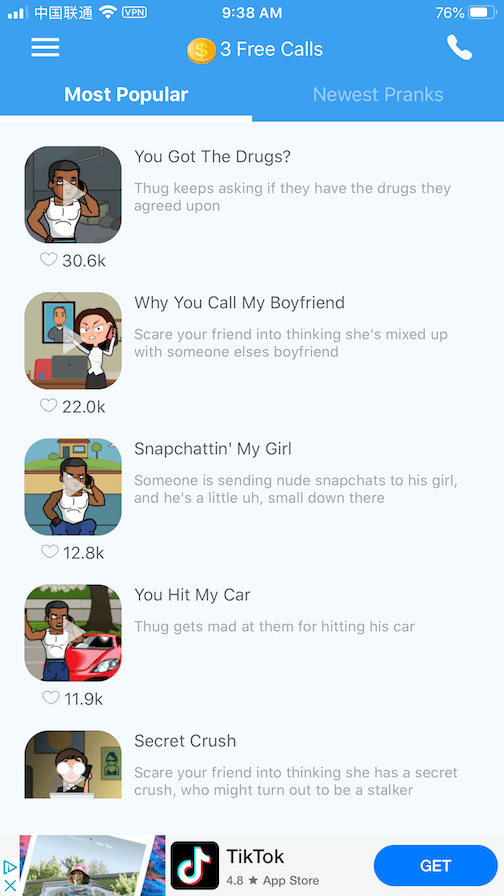 中国联通 VPN 9:38 AM 76%
3 Free Calls
Most Popular Newest Pranks
You Got The Drugs?
Thug keeps asking if they have the drugs they
agreed upon
30.6k
Why You Call My Boyfriend
Scare your friend into thinking she's mixed up
with someone elses boyfriend
22.0k
Snapchattin' My Girl
Someone is sending nude snapchats to his girl,
and he's a little uh, small down there
12.8k
You Hit My Car
Thug gets mad at them for hitting his car
11.9k
Secret Crush
Scare your friend into thinking she has a secret
crush, who might turn out to be a stalker
TikTok
4.8 ★ App Store
GET